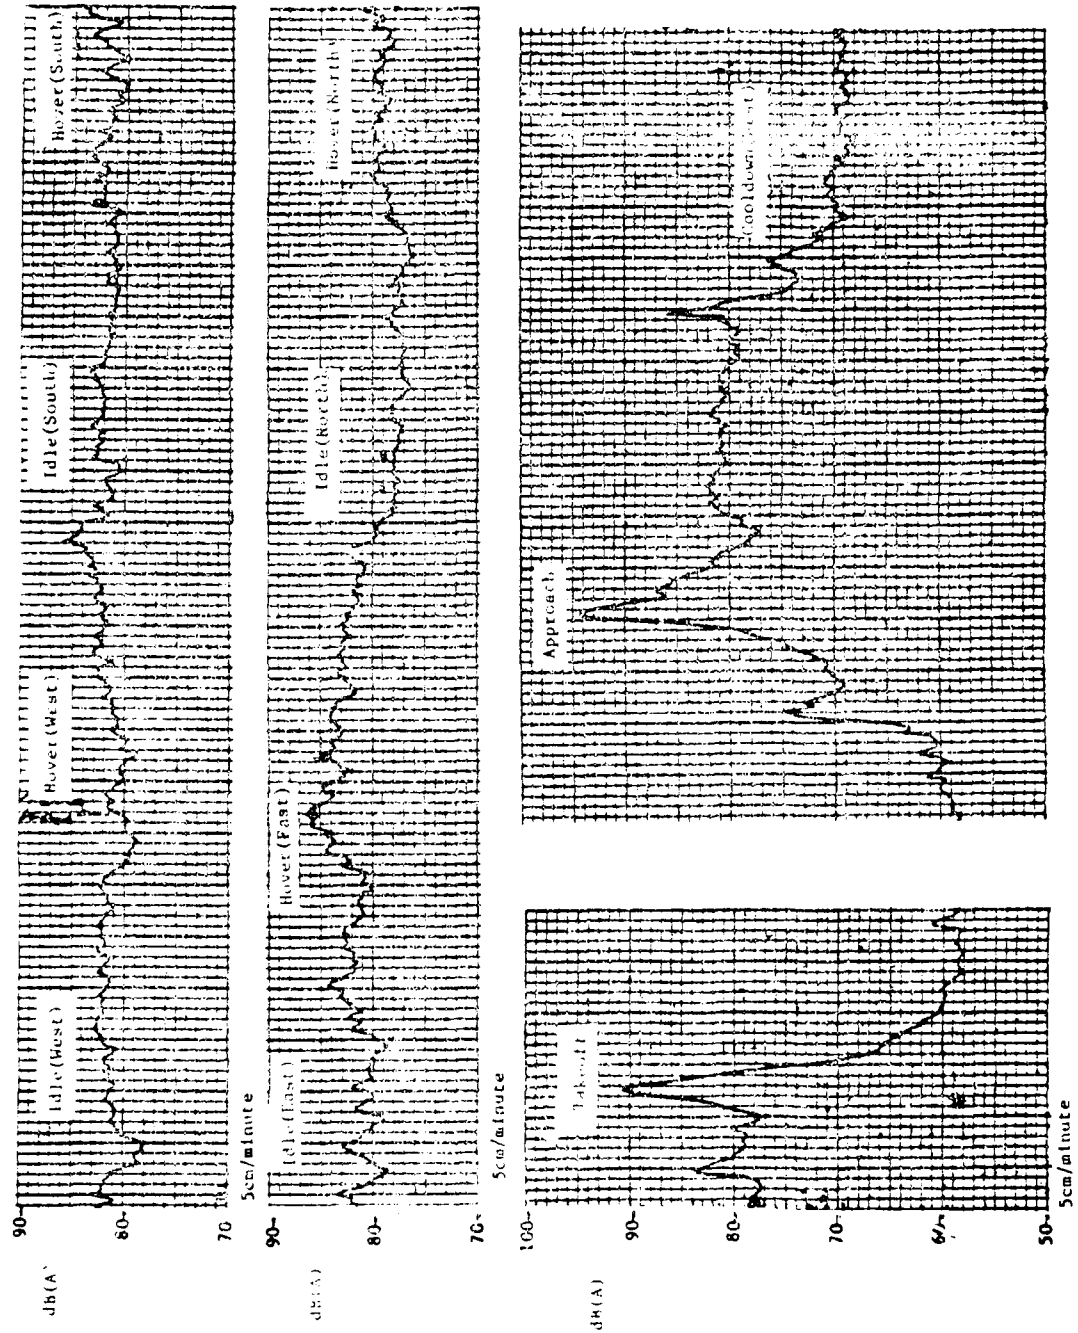 90-
80-
70
dB(A
5cm/minute
Idle(West)
Hover(West)
Idle(South)
Hover(South)
90-
80-
70-
dB(A)
5cm/minute
Idle(East)
Hover(East)
Idle(North)
Hover(North)
100-
90-
80-
70-
60-
50-
dB(A)
5cm/minute
Takeoff
Approach
Cooldown(West)